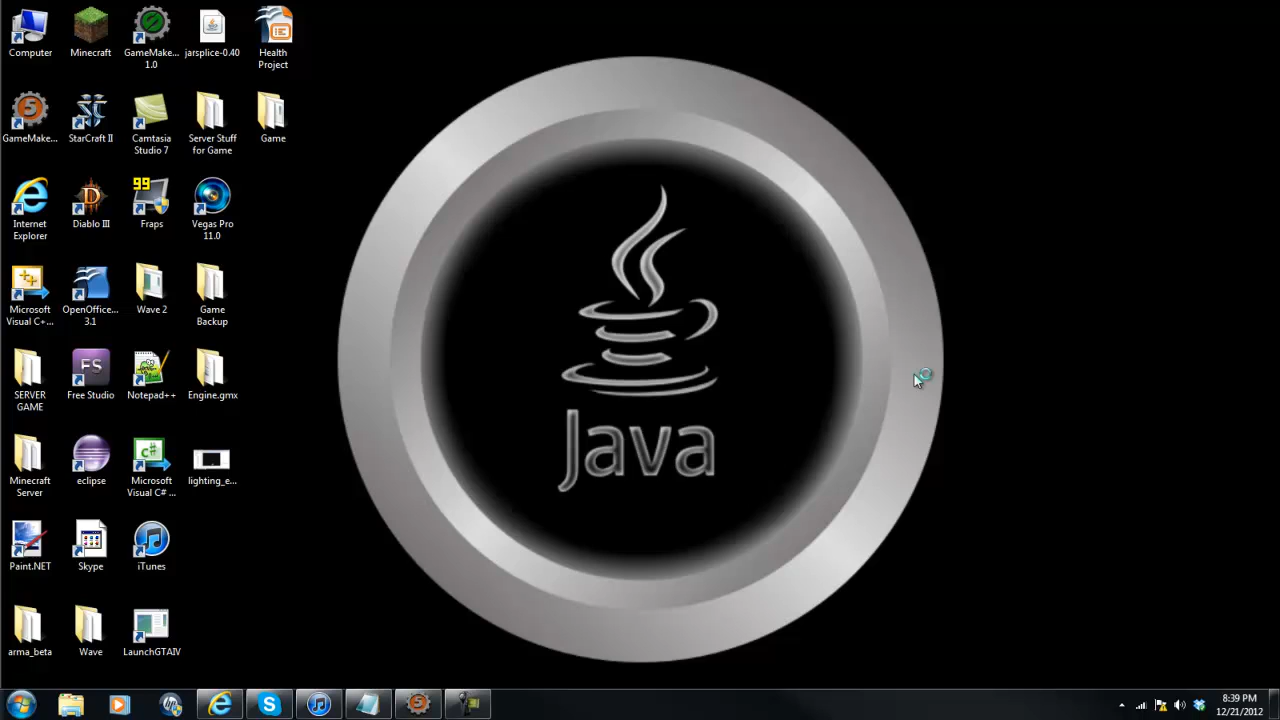 Computer
Minecraft
GameMake...
1.0
jarsplice-0.40
Health
Project
GameMake...
StarCraft II
Camtasia
Studio 7
Server Stuff
for Game
Game
Internet
Explorer
Diablo III
99
Fraps
Vegas Pro
11.0
Microsoft
Visual C+...
OpenOffice...
3.1
Wave 2
Game
Backup
SERVER
GAME
FS
Free Studio
Notepad++
Engine.gmx
Minecraft
Server
eclipse
C#
Microsoft
Visual C# ...
lighting_e...
Paint.NET
Skype
iTunes
arma_beta
Wave
LaunchGTAIV
Java
8:39 PM
12/21/2012